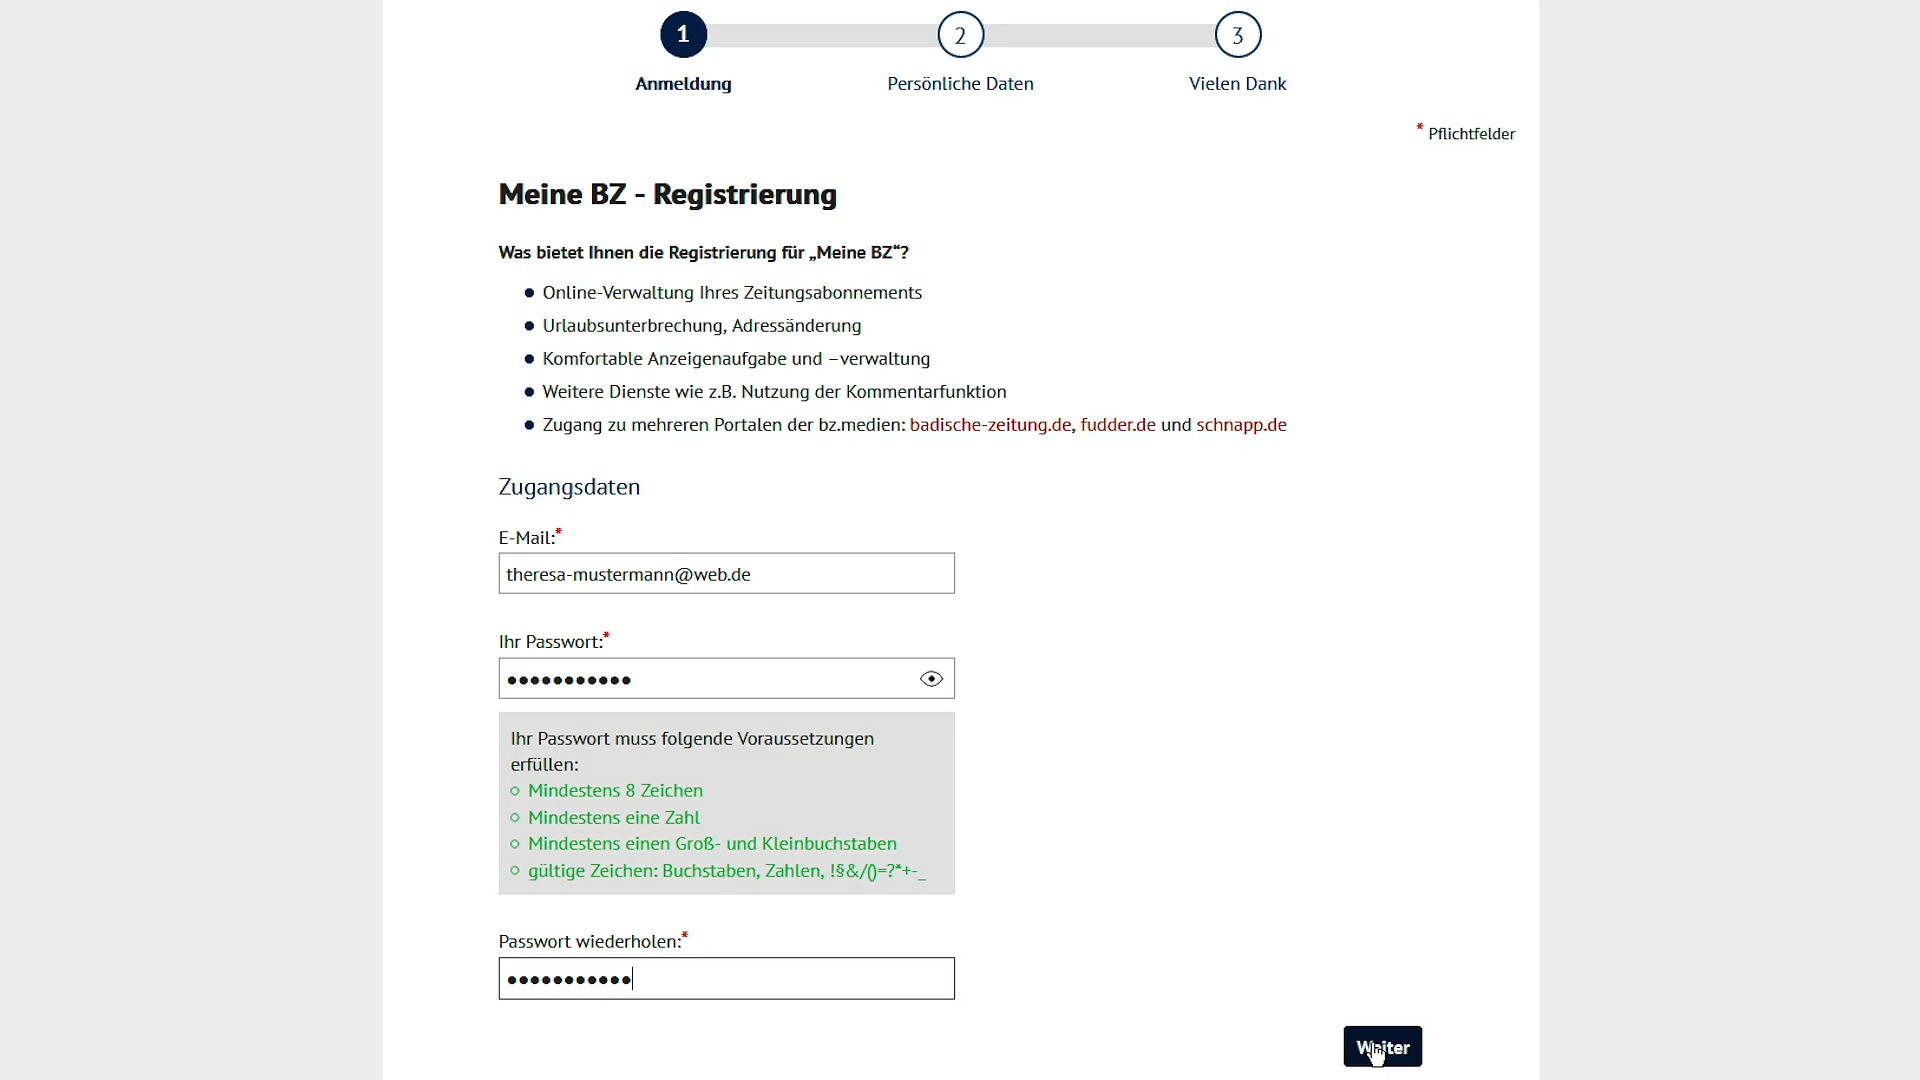 1
2
3
Anmeldung
Persönliche Daten
Vielen Dank
* Pflichtfelder
Meine BZ - Registrierung
Was bietet Ihnen die Registrierung für „Meine BZ“?
Online-Verwaltung Ihres Zeitungsabonnements
Urlaubsunterbrechung, Adressänderung
Komfortable Anzeigenaufgabe und –verwaltung
Weitere Dienste wie z.B. Nutzung der Kommentarfunktion
Zugang zu mehreren Portalen der bz.medien: badische-zeitung.de, fudder.de und schnapp.de
Zugangsdaten
E-Mail:*
theresa-mustermann@web.de
Ihr Passwort:*
●●●●●●●●●●●
Ihr Passwort muss folgende Voraussetzungen
erfüllen:
Mindestens 8 Zeichen
Mindestens eine Zahl
Mindestens einen Groß- und Kleinbuchstaben
gültige Zeichen: Buchstaben, Zahlen, !§&/()=?*+-_
Passwort wiederholen:*
●●●●●●●●●●●
Weiter